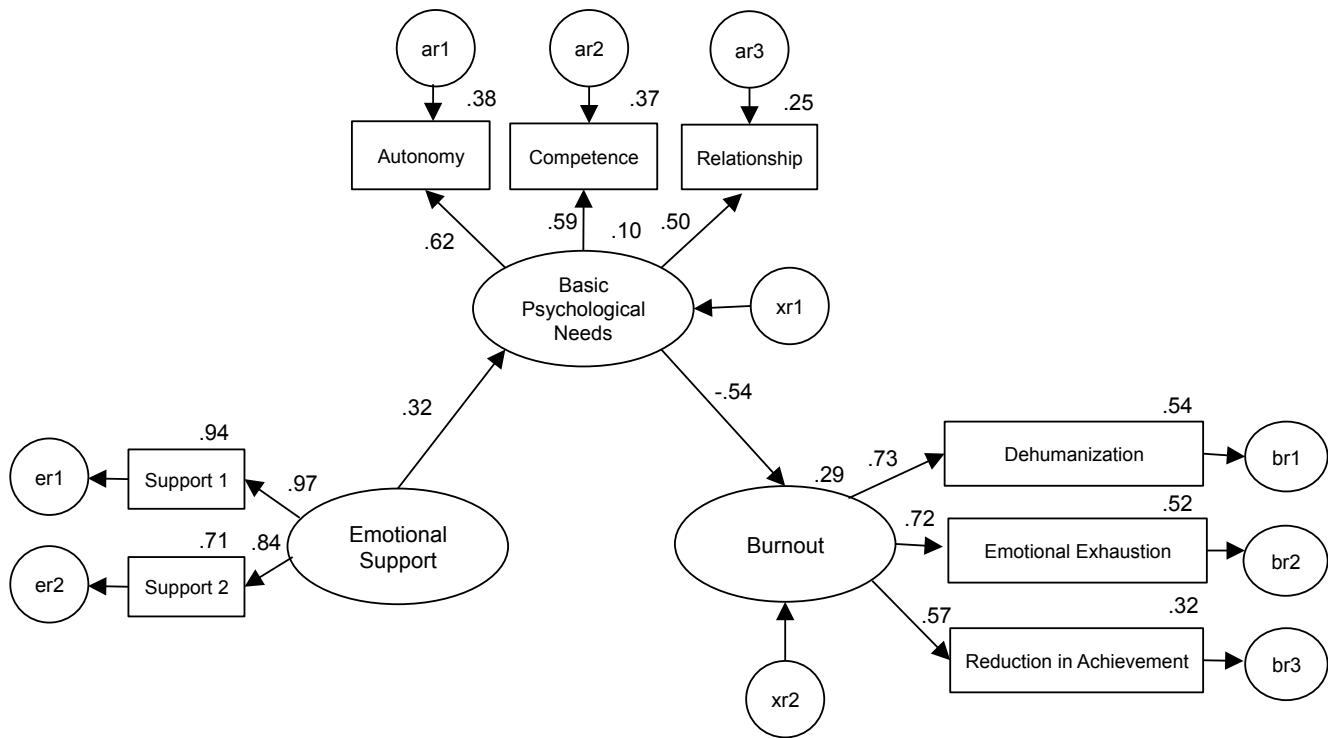 ar1
ar2
ar3
.38
.37
.25
Autonomy
Competence
Relationship
.62
.59
.10
.50
Basic
Psychological
Needs
xr1
.32
-.54
.94
er1
Support 1
.97
.71
.84
er2
Support 2
Emotional
Support
.29
Burnout
xr2
.73
.54
Dehumanization
br1
.72
.52
Emotional Exhaustion
br2
.57
.32
Reduction in Achievement
br3